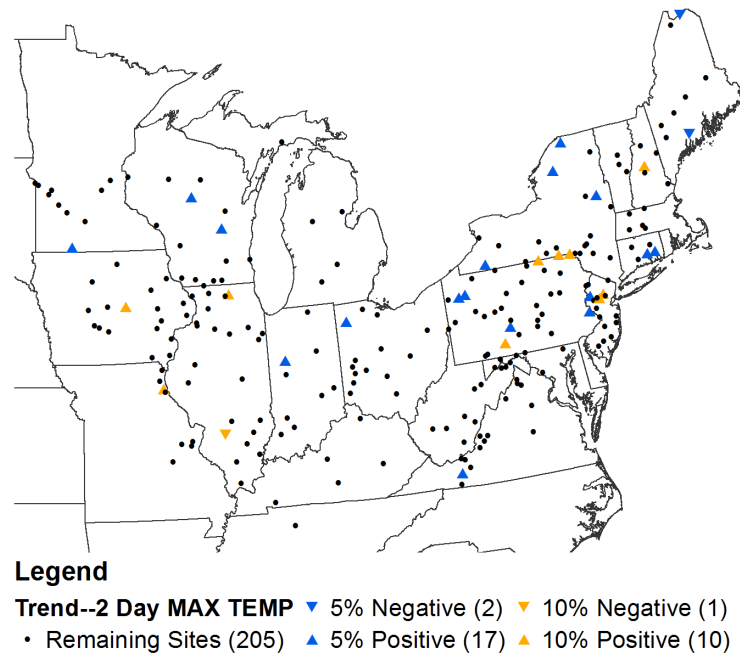 Legend
Trend--2 Day MAX TEMP ▼ 5% Negative (2) ▼ 10% Negative (1)
• Remaining Sites (205) ▲ 5% Positive (17) ▲ 10% Positive (10)